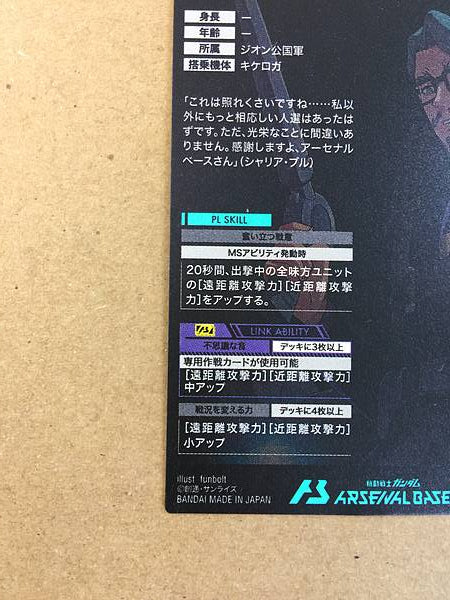 身長 ー
年齢 ー
所属 ジオン公国軍
搭乗機体 キケロガ
「これは照れくさいですね……私以
外にもっと相応しい人選はあったは
ずです。ただ、光栄なことに間違いあ
りません。感謝しますよ、アーセナル
ベースさん」(シャリア・ブル)
PL SKILL
奮い立つ戦意
MSアビリティ発動時
20秒間、出撃中の全味方ユニット
の[遠距離攻撃力][近距離攻撃
力]をアップする。
LINK ABILITY
不思議な食 デッキに3枚以上
専用作戦カードが使用可能
[遠距離攻撃力][近距離攻撃力]
中アップ
戦況を変える力 デッキに4枚以上
[遠距離攻撃力][近距離攻撃力]
小アップ
illust funbolt
©創通・サンライズ
BANDAI MADE IN JAPAN
機動戦士ガンダム
ARSENAL BASE